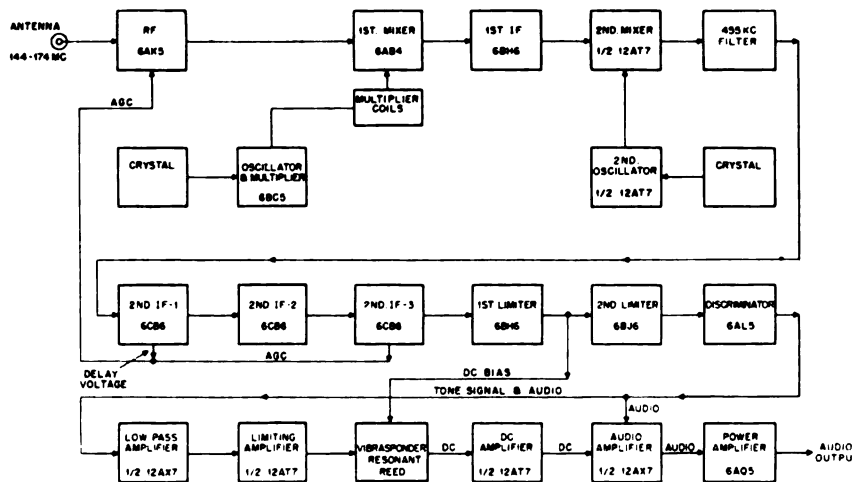 ANTENNA
144-174 MC
RF
6AK5
1ST. MIXER
6AB4
1ST IF
6BH6
2ND. MIXER
1/2 12AT7
455KC
FILTER
AGC
MULTIPLIER
COILS
CRYSTAL
OSCILLATOR
& MULTIPLIER
6BC5
2ND.
OSCILLATOR
1/2 12AT7
CRYSTAL
2ND IF-1
6CB6
2ND IF-2
6CB6
2ND. IF-3
6CB6
1ST LIMITER
6BH6
2ND LIMITER
6BJ6
DISCRIMINATOR
6AL5
AGC
DELAY
VOLTAGE
DC BIAS
TONE SIGNAL & AUDIO
AUDIO
LOW PASS
AMPLIFIER
1/2 12AX7
LIMITING
AMPLIFIER
1/2 12AT7
VIBRASPONDER
RESONANT
REED
DC
DC
AMPLIFIER
1/2 12AT7
DC
AUDIO
AMPLIFIER
1/2 12AX7
AUDIO
POWER
AMPLIFIER
6AQ5
AUDIO
OUTPUT